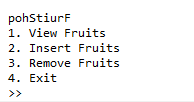 pohStiurF
1. View Fruits
2. Insert Fruits
3. Remove Fruits
4. Exit
>>